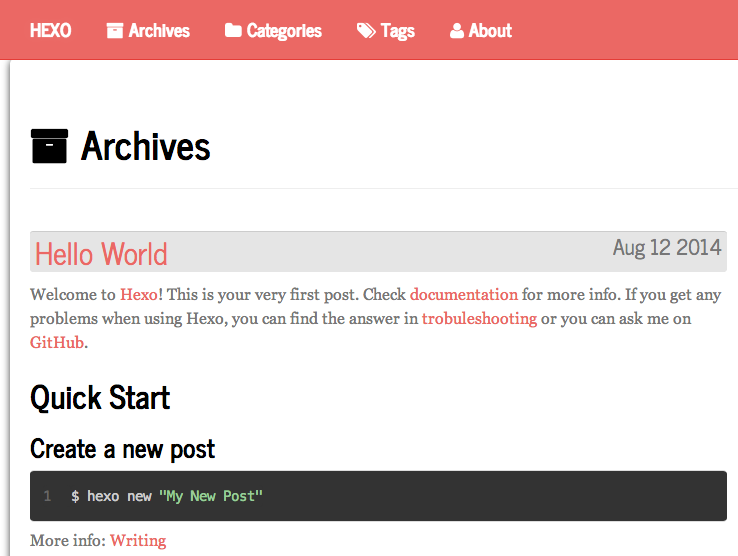 HEXO Archives Categories Tags About
Archives
Hello World Aug 12 2014
Welcome to Hexo! This is your very first post. Check documentation for more info. If you get any
problems when using Hexo, you can find the answer in trobuleshooting or you can ask me on
GitHub.
Quick Start
Create a new post
1 $ hexo new "My New Post"
More info: Writing